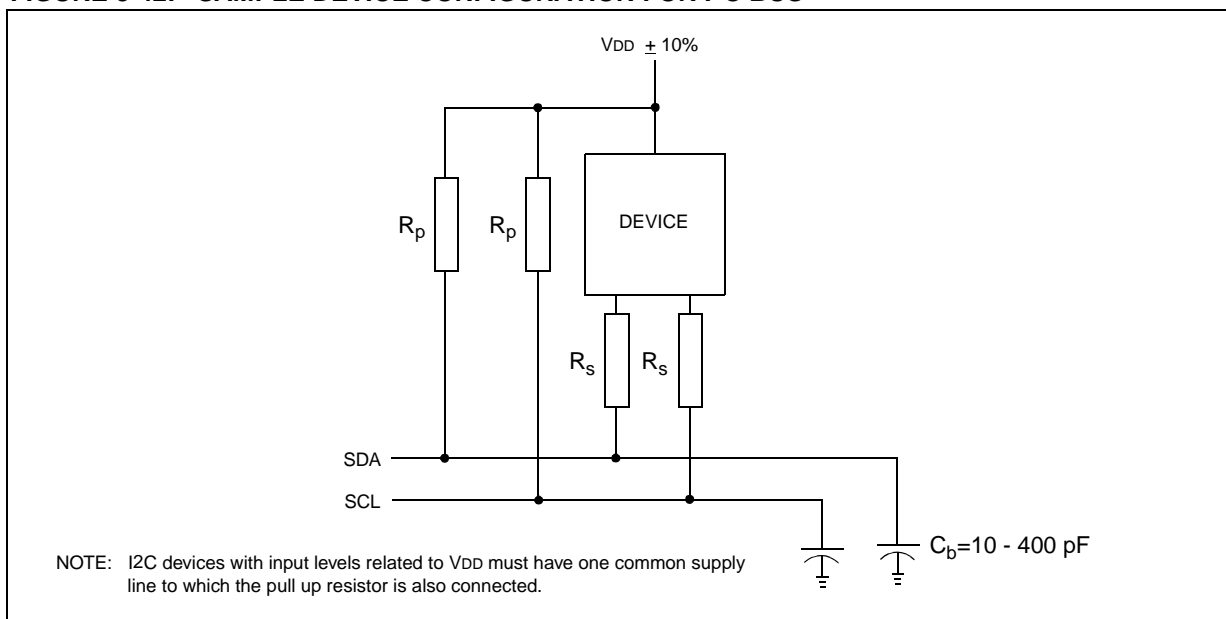 VDD ± 10%
DEVICE
Rp Rp
Rs Rs
SDA
SCL
Cb=10 - 400 pF
NOTE: I2C devices with input levels related to VDD must have one common supply
line to which the pull up resistor is also connected.